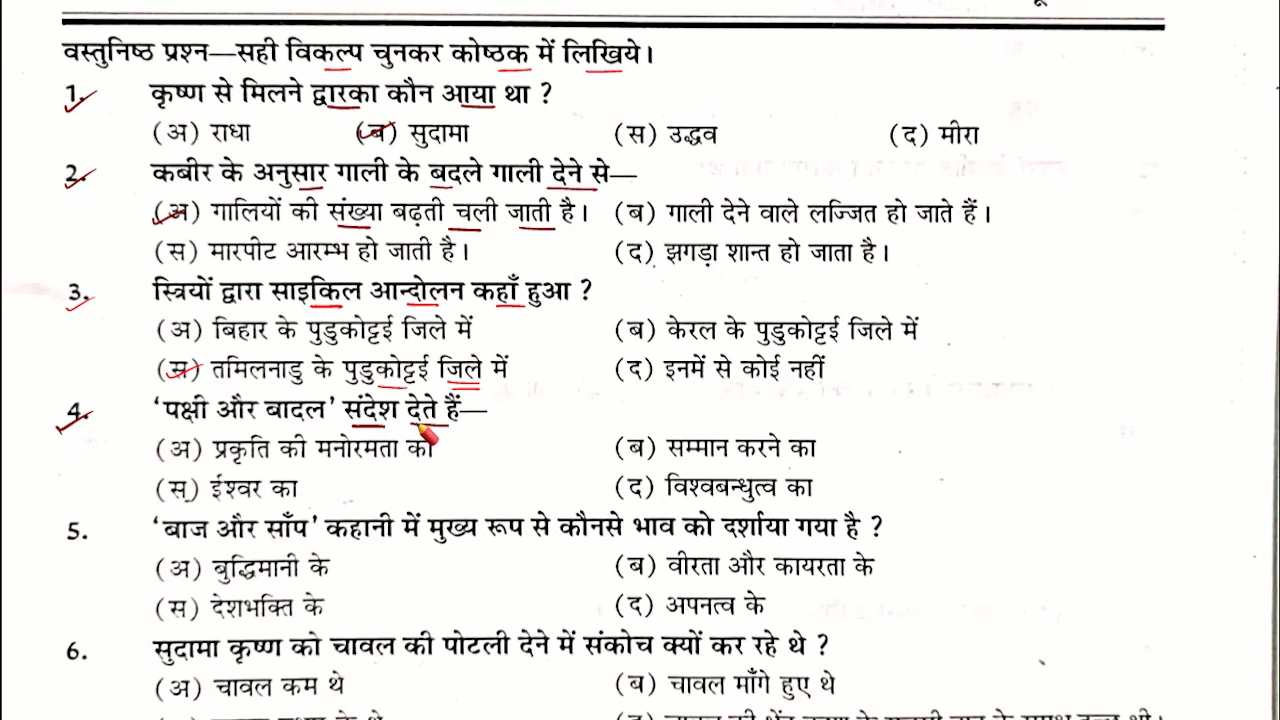 वस्तुनिष्ठ प्रश्न—सही विकल्प चुनकर कोष्ठक में लिखिये।
1. कृष्ण से मिलने द्वारका कौन आया था ?
(अ) राधा (ब) सुदामा (स) उद्धव (द) मीरा
2. कबीर के अनुसार गाली के बदले गाली देने से—
(अ) गालियों की संख्या बढ़ती चली जाती है। (ब) गाली देने वाले लज्जित हो जाते हैं।
(स) मारपीट आरम्भ हो जाती है। (द) झगड़ा शान्त हो जाता है।
3. स्त्रियों द्वारा साइकिल आन्दोलन कहाँ हुआ ?
(अ) बिहार के पुडुकोट्टई जिले में (ब) केरल के पुडुकोट्टई जिले में
(स) तमिलनाडु के पुडुकोट्टई जिले में (द) इनमें से कोई नहीं
4. ‘पक्षी और बादल’ संदेश देते हैं—
(अ) प्रकृति की मनोरमता का (ब) सम्मान करने का
(स) ईश्वर का (द) विश्वबन्धुत्व का
5. ‘बाज और साँप’ कहानी में मुख्य रूप से कौनसे भाव को दर्शाया गया है ?
(अ) बुद्धिमानी के (ब) वीरता और कायरता के
(स) देशभक्ति के (द) अपनत्व के
6. सुदामा कृष्ण को चावल की पोटली देने में संकोच क्यों कर रहे थे ?
(अ) चावल कम थे (ब) चावल माँगे हुए थे